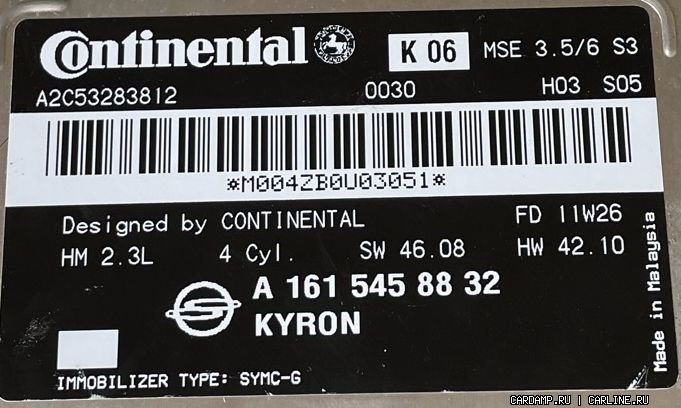 Continental K 06 MSE 3.5/6 S3
A2C53283812 0030 H03 S05
*M004ZB0U03051*
Designed by CONTINENTAL FD 11W26
HM 2.3L 4 Cyl. SW 46.08 HW 42.10
A 161 545 88 32
KYRON
Made in Malaysia
IMMOBILIZER TYPE: SYMC-G
CARDAMP.RU | CARLINE.RU